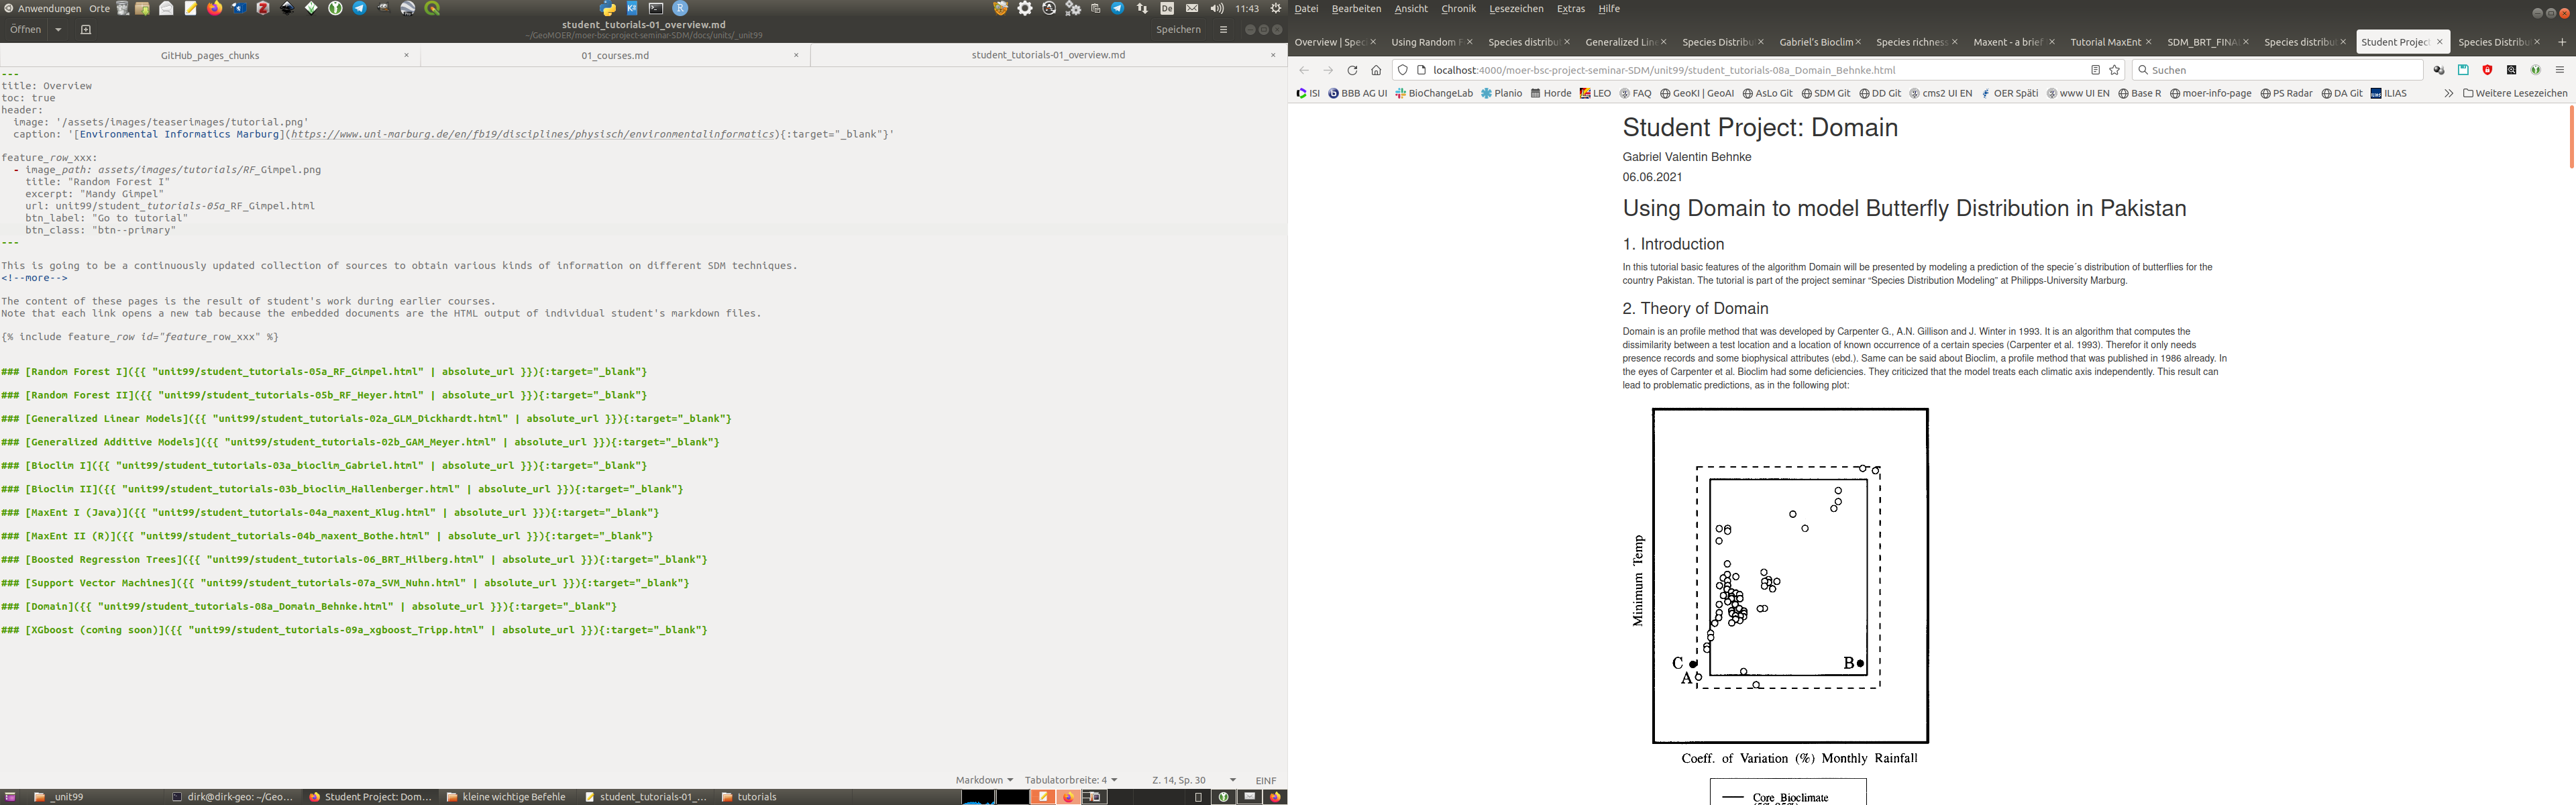 Anwendungen Orte
De
11:43
Öffnen
student_tutorials-01_overview.md
~/GeoMOER/moer-bsc-project-seminar-SDM/docs/units/_unit99
Speichern
GitHub_pages_chunks
01_courses.md
student_tutorials-01_overview.md
---
title: Overview
toc: true
header:
image: '/assets/images/teaserimages/tutorial.png'
caption: '[Environmental Informatics Marburg](https://www.uni-marburg.de/en/fb19/disciplines/physisch/environmentalinformatics){:target="_blank"}'
feature_row_xxx:
- image_path: assets/images/tutorials/RF_Gimpel.png
title: "Random Forest I"
excerpt: "Mandy Gimpel"
url: unit99/student_tutorials-05a_RF_Gimpel.html
btn_label: "Go to tutorial"
btn_class: "btn--primary"
---
This is going to be a continuously updated collection of sources to obtain various kinds of information on different SDM techniques.
<!--more-->
The content of these pages is the result of student's work during earlier courses.
Note that each link opens a new tab because the embedded documents are the HTML output of individual student's markdown files.
{% include feature_row id="feature_row_xxx" %}
### [Random Forest I]({{ "unit99/student_tutorials-05a_RF_Gimpel.html" | absolute_url }}){:target="_blank"}
### [Random Forest II]({{ "unit99/student_tutorials-05b_RF_Heyer.html" | absolute_url }}){:target="_blank"}
### [Generalized Linear Models]({{ "unit99/student_tutorials-02a_GLM_Dickhardt.html" | absolute_url }}){:target="_blank"}
### [Generalized Additive Models]({{ "unit99/student_tutorials-02b_GAM_Meyer.html" | absolute_url }}){:target="_blank"}
### [Bioclim I]({{ "unit99/student_tutorials-03a_bioclim_Gabriel.html" | absolute_url }}){:target="_blank"}
### [Bioclim II]({{ "unit99/student_tutorials-03b_bioclim_Hallenberger.html" | absolute_url }}){:target="_blank"}
### [MaxEnt I (Java)]({{ "unit99/student_tutorials-04a_maxent_Klug.html" | absolute_url }}){:target="_blank"}
### [MaxEnt II (R)]({{ "unit99/student_tutorials-04b_maxent_Bothe.html" | absolute_url }}){:target="_blank"}
### [Boosted Regression Trees]({{ "unit99/student_tutorials-06_BRT_Hilberg.html" | absolute_url }}){:target="_blank"}
### [Support Vector Machines]({{ "unit99/student_tutorials-07a_SVM_Nuhn.html" | absolute_url }}){:target="_blank"}
### [Domain]({{ "unit99/student_tutorials-08a_Domain_Behnke.html" | absolute_url }}){:target="_blank"}
### [XGboost (coming soon)]({{ "unit99/student_tutorials-09a_xgboost_Tripp.html" | absolute_url }}){:target="_blank"}
Markdown Tabulatorbreite: 4 Z. 14, Sp. 30 EINF
_unit99 dirk@dirk-geo: ~/Geo... Student Project: Dom... kleine wichtige Befehle student_tutorials-01_... tutorials
Datei Bearbeiten Ansicht Chronik Lesezeichen Extras Hilfe
Overview | Spec Using Random F Species distribut Generalized Lin Species Distribu Gabriel's Bioclim Species richness Maxent - a brief Tutorial MaxEnt SDM_BRT_FINAL Species distribut Student Projec Species Distribu
localhost:4000/moer-bsc-project-seminar-SDM/unit99/student_tutorials-08a_Domain_Behnke.html
Suchen
ISI BBB AG UI BioChangeLab Planio Horde LEO FAQ GeoKI | GeoAI AsLo Git SDM Git DD Git cms2 UI EN OER Späti www UI EN Base R moer-info-page PS Radar DA Git ILIAS Weitere Lesezeichen
Student Project: Domain
Gabriel Valentin Behnke
06.06.2021
Using Domain to model Butterfly Distribution in Pakistan
1. Introduction
In this tutorial basic features of the algorithm Domain will be presented by modeling a prediction of the specie´s distribution of butterflies for the
country Pakistan. The tutorial is part of the project seminar “Species Distribution Modeling” at Philipps-University Marburg.
2. Theory of Domain
Domain is an profile method that was developed by Carpenter G., A.N. Gillison and J. Winter in 1993. It is an algorithm that computes the
dissimilarity between a test location and a location of known occurrence of a certain species (Carpenter et al. 1993). Therefor it only needs
presence records and some biophysical attributes (ebd.). Same can be said about Bioclim, a profile method that was published in 1986 already. In
the eyes of Carpenter et al. Bioclim had some deficiencies. They criticized that the model treats each climatic axis independently. This result can
lead to problematic predictions, as in the following plot:
Minimum Temp
C
A
B
Coeff. of Variation (%) Monthly Rainfall
Core Bioclimate